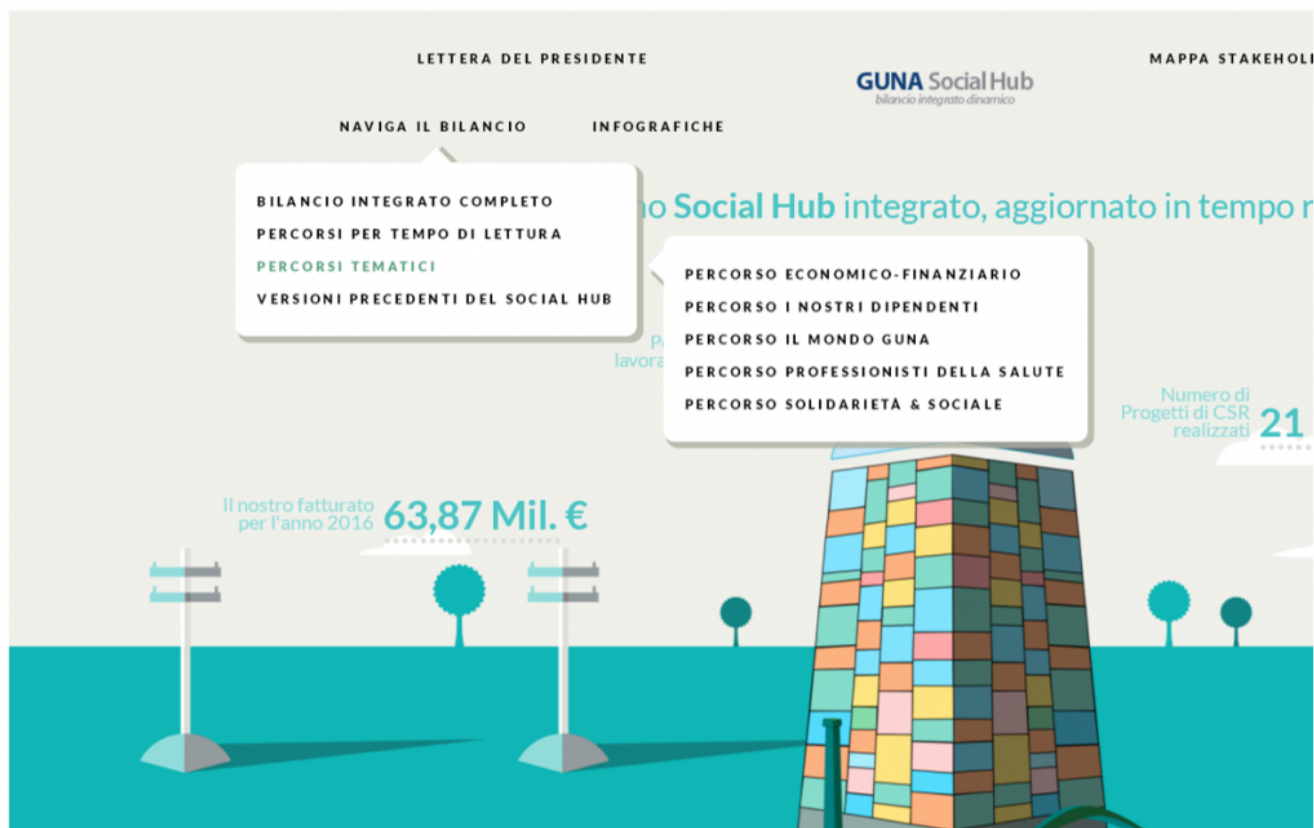 LETTERA DEL PRESIDENTE
MAPPA
GUNA Social Hub
bilancio integrato dinamico
NAVIGA IL BILANCIO
INFOGRAFICHE
BILANCIO INTEGRATO COMPLETO
PERCORSI PER TEMPO DI LETTURA
PERCORSI TEMATICI
VERSIONI PRECEDENTI DEL SOCIAL HUB
Social Hub integrato, aggiornato in tempo
PERCORSO ECONOMICO-FINANZIARIO
PERCORSO I NOSTRI DIPENDENTI
PERCORSO IL MONDO GUNA
PERCORSO PROFESSIONISTI DELLA SALUTE
PERCORSO SOLIDARIETÀ & SOCIALE
Numero di
Progetti di CSR
realizzati
21
Il nostro fatturato
per l'anno 2016
63,87 Mil. €